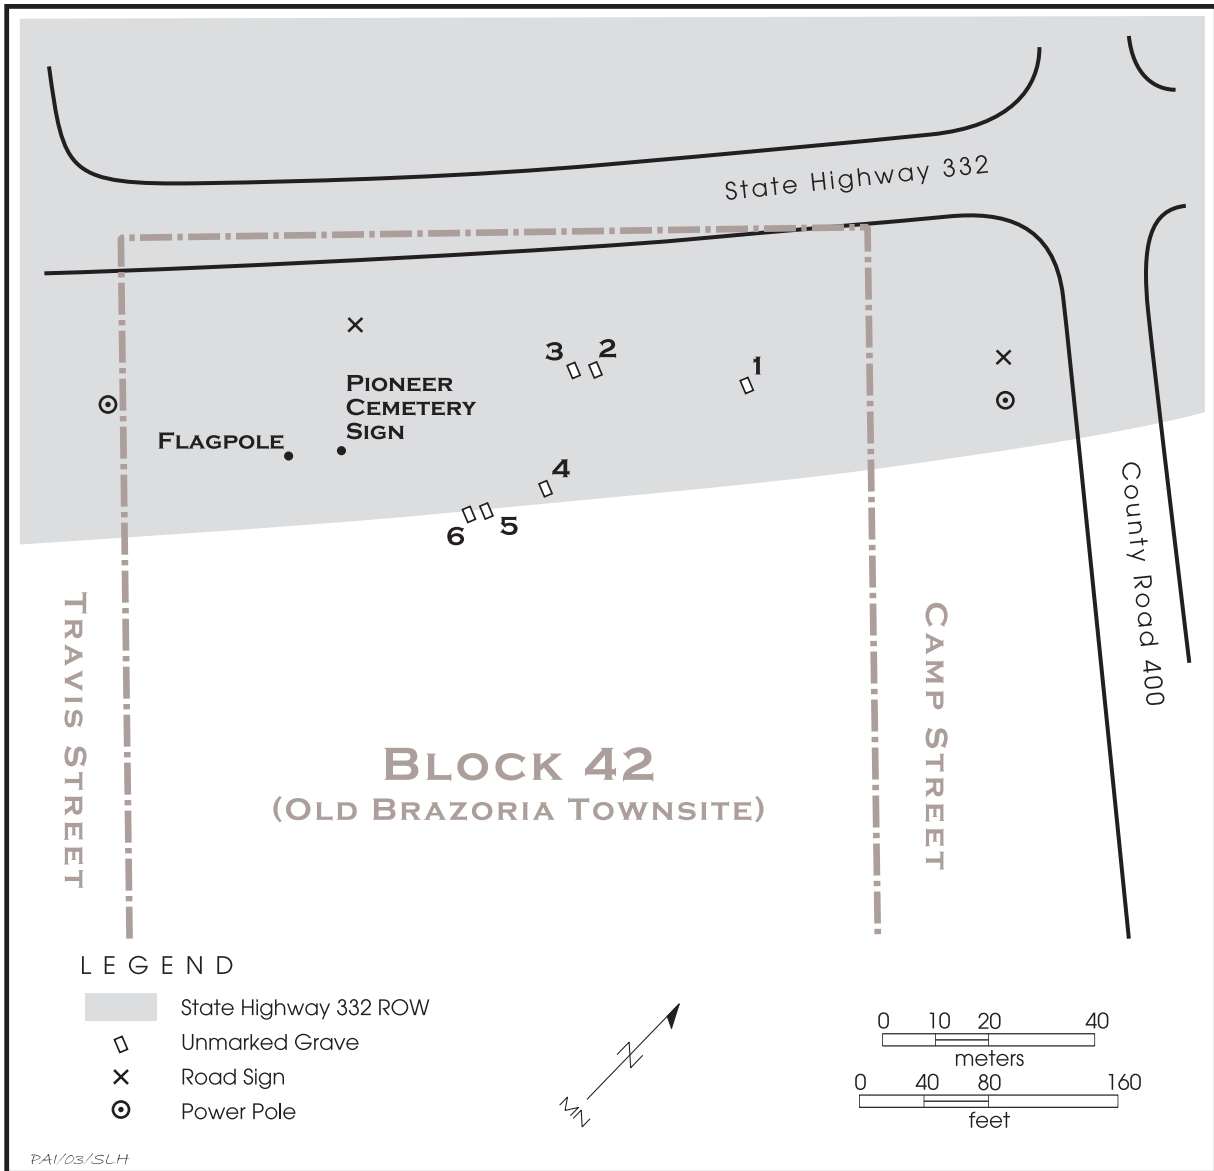 State Highway 332
3
2
1
PIONEER
CEMETERY
SIGN
FLAGPOLE
4
5
6
County Road 400
TRAVIS STREET
CAMP STREET
BLOCK 42
(OLD BRAZORIA TOWNSITE)
LEGEND
State Highway 332 ROW
Unmarked Grave
Road Sign
Power Pole
N
MN
0 10 20 40
meters
0 40 80 160
feet
PAI/03/SLH